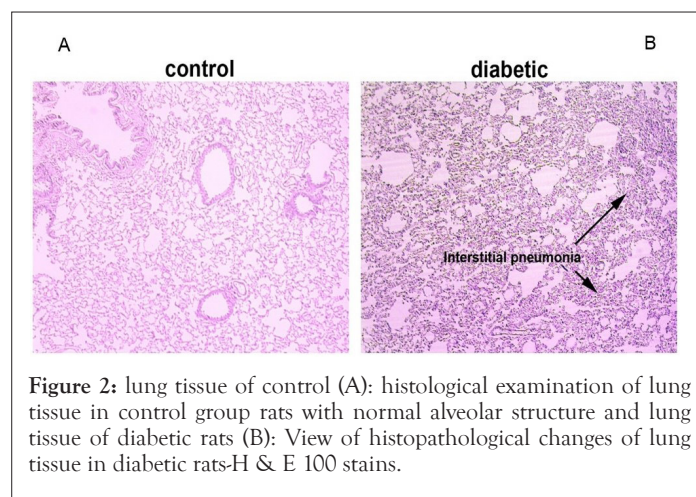 A
B
control
diabetic
Interstitial pneumonia
Figure 2: lung tissue of control (A): histological examination of lung
tissue in control group rats with normal alveolar structure and lung
tissue of diabetic rats (B): View of histopathological changes of lung
tissue in diabetic rats-H & E 100 stains.